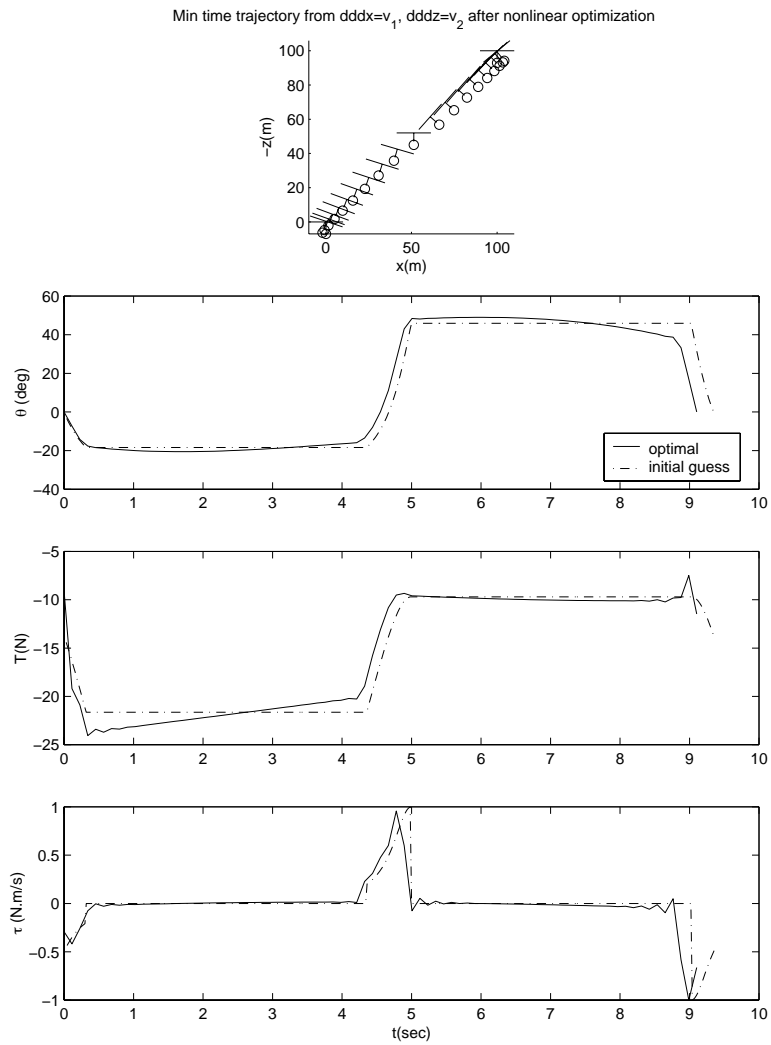 Min time trajectory from dddx=v₁, dddz=v₂ after nonlinear optimization
100
80
60
40
20
0
−z(m)
0 50 100
x(m)
60
40
20
0
−20
−40
θ (deg)
optimal
initial guess
0 1 2 3 4 5 6 7 8 9 10
−5
−10
−15
−20
−25
T(N)
0 1 2 3 4 5 6 7 8 9 10
1
0.5
0
−0.5
−1
τ (N.m/s)
0 1 2 3 4 5 6 7 8 9 10
t(sec)